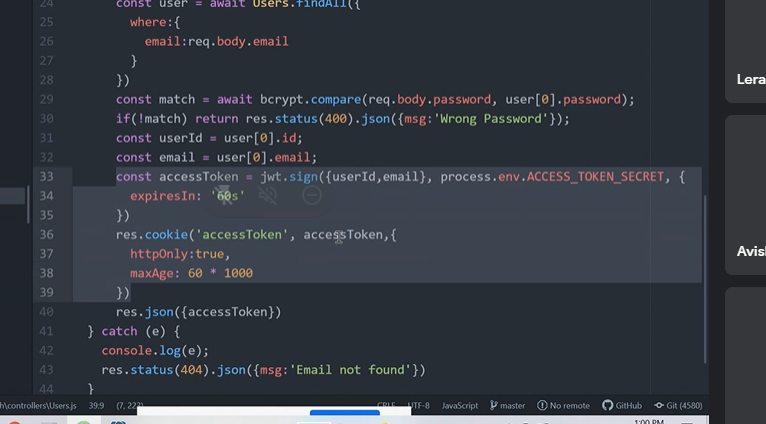 24 const user = await Users.findAll({
25 where:{
26 email:req.body.email
27 }
28 })
29 const match = await bcrypt.compare(req.body.password, user[0].password);
30 if(!match) return res.status(400).json({msg:'Wrong Password'});
31 const userId = user[0].id;
32 const email = user[0].email;
33 const accessToken = jwt.sign({userId,email}, process.env.ACCESS_TOKEN_SECRET, {
34 expiresIn: '60s'
35 })
36 res.cookie('accessToken', accessToken,{
37 httpOnly:true,
38 maxAge: 60 * 1000
39 })
40 res.json({accessToken})
41 } catch (e) {
42 console.log(e);
43 res.status(404).json({msg:'Email not found'})
44 }
Lera
Avis
h\controllers\Users.js 39:9 (7, 223) CRLF UTF-8 JavaScript master No remote GitHub Git (4580)
1:00 PM